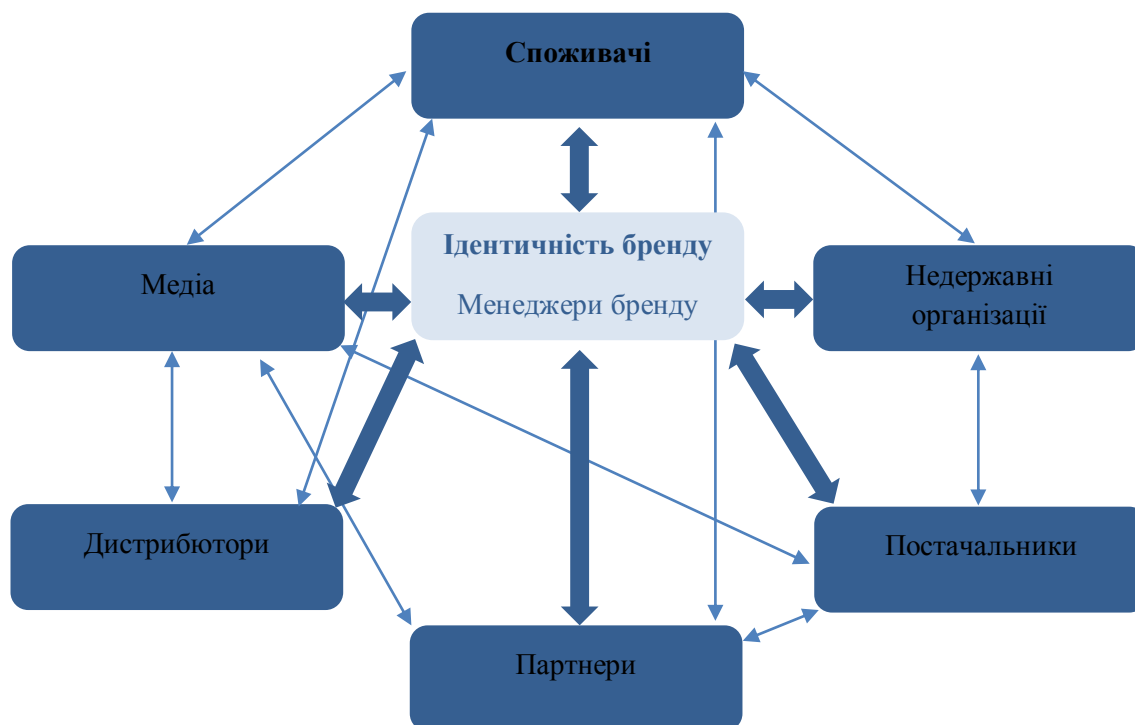 Споживачі
Ідентичність бренду
Менеджери бренду
Медіа
Недержавні
організації
Дистрибютори
Постачальники
Партнери